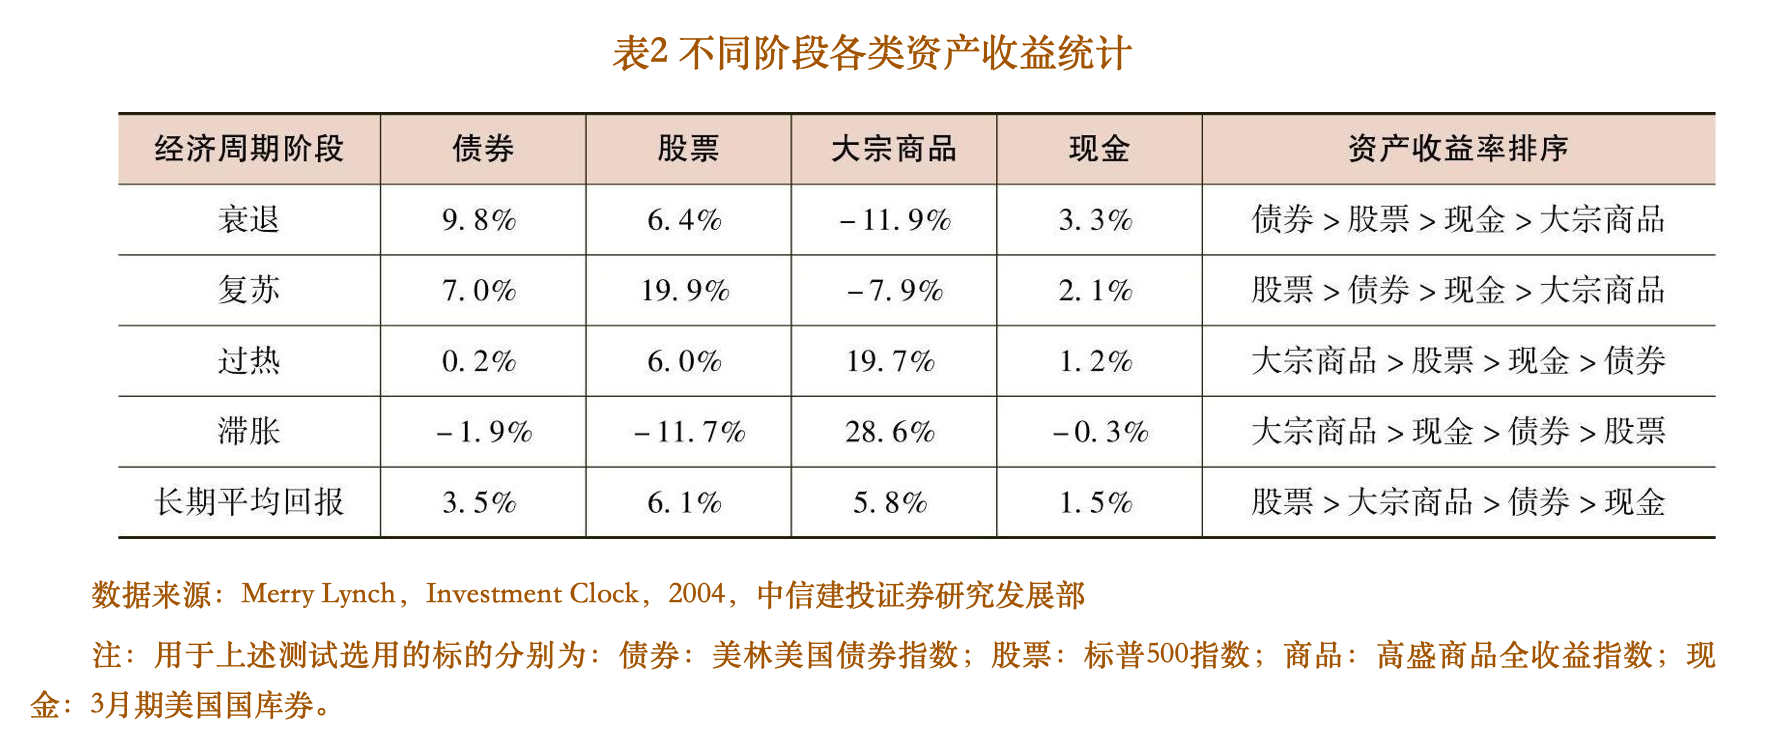 表2 不同阶段各类资产收益统计
经济周期阶段 债券 股票 大宗商品 现金 资产收益率排序
衰退 9.8% 6.4% -11.9% 3.3% 债券>股票>现金>大宗商品
复苏 7.0% 19.9% -7.9% 2.1% 股票>债券>现金>大宗商品
过热 0.2% 6.0% 19.7% 1.2% 大宗商品>股票>现金>债券
滞胀 -1.9% -11.7% 28.6% -0.3% 大宗商品>现金>债券>股票
长期平均回报 3.5% 6.1% 5.8% 1.5% 股票>大宗商品>债券>现金
数据来源：Merry Lynch，Investment Clock，2004，中信建投证券研究发展部
注：用于上述测试选用的标的分别为：债券：美林美国债券指数；股票：标普500指数；商品：高盛商品全收益指数；现
金：3月期美国国库券。